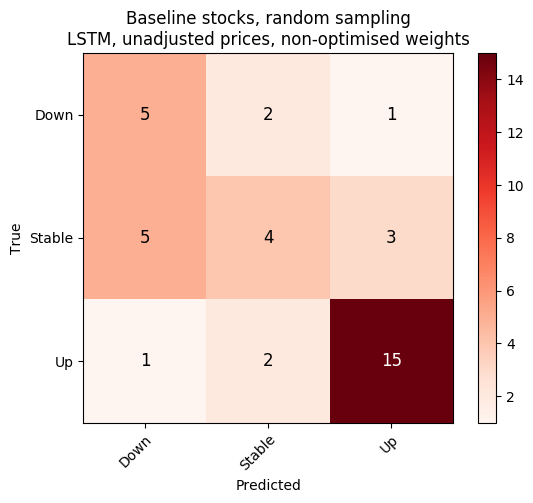 Baseline stocks, random sampling
LSTM, unadjusted prices, non-optimised weights
Down 5 2 1
Stable 5 4 3
Up 1 2 15
Down Stable Up
True
Predicted
14
12
10
8
6
4
2